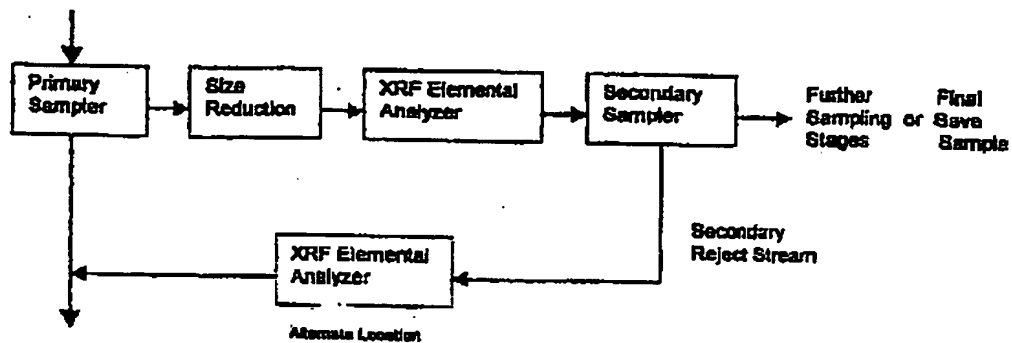 Primary
Sampler
Size
Reduction
XRF Elemental
Analyzer
Secondary
Sampler
Further
Sampling or
Stages
Final
Save
Sample
XRF Elemental
Analyzer
Secondary
Reject Stream
Alternate Location